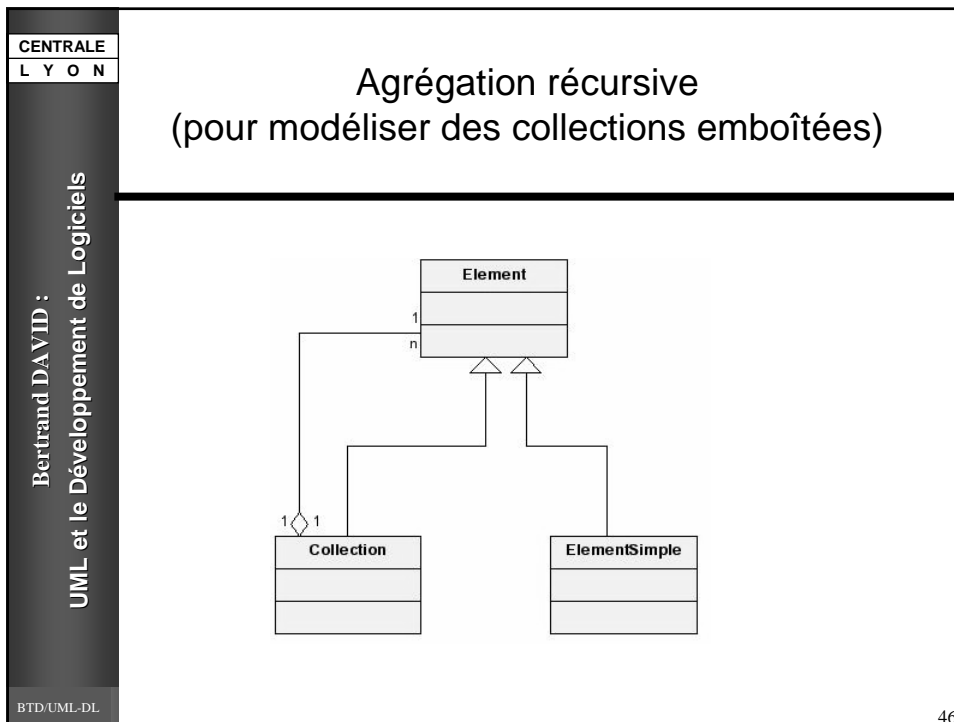 CENTRALE
L Y O N
Agrégation récursive
(pour modéliser des collections emboîtées)
Bertrand DAVID :
UML et le Développement de Logiciels
Element
1
n
1 1
Collection
ElementSimple
BTD/UML-DL
46